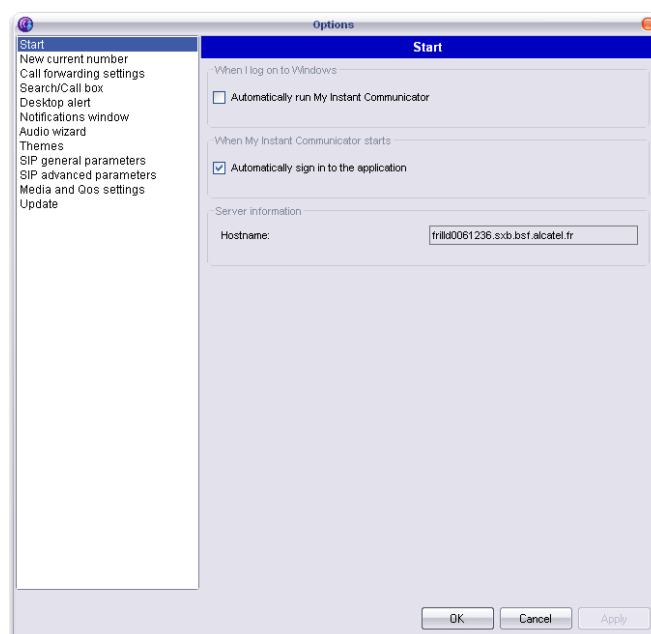 Options
Start
New current number
Call forwarding settings
Search/Call box
Desktop alert
Notifications window
Audio wizard
Themes
SIP general parameters
SIP advanced parameters
Media and Qos settings
Update
Start
When I log on to Windows
Automatically run My Instant Communicator
When My Instant Communicator starts
Automatically sign in to the application
Server information
Hostname: frilld0061236.sxb.bsf.alcatel.fr
OK Cancel Apply